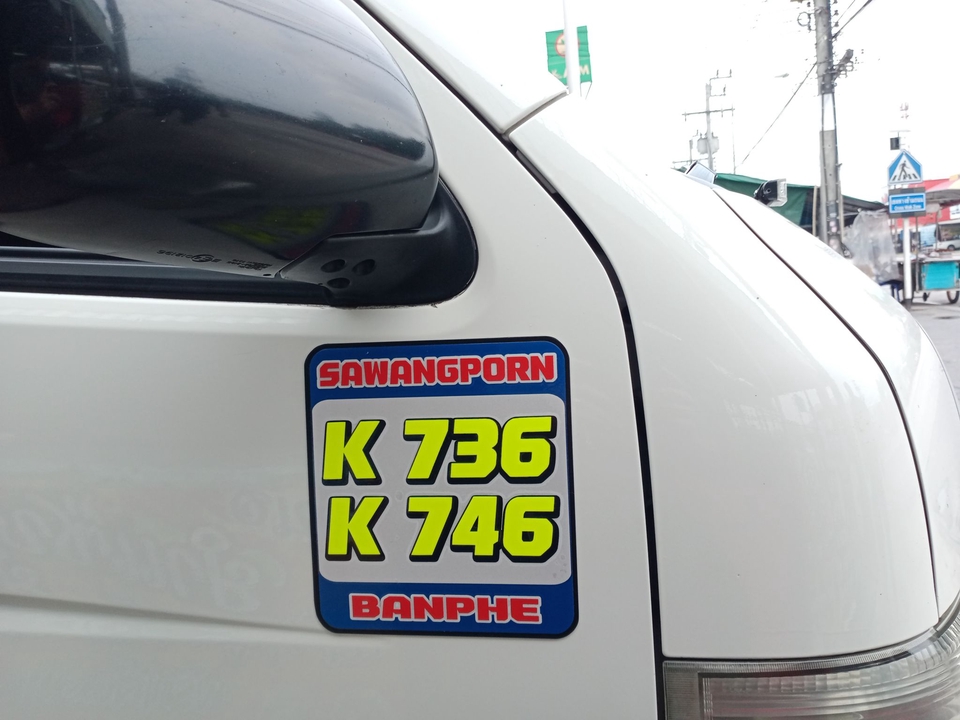 SAWANGPORN
K 736
K 746
BANPHE